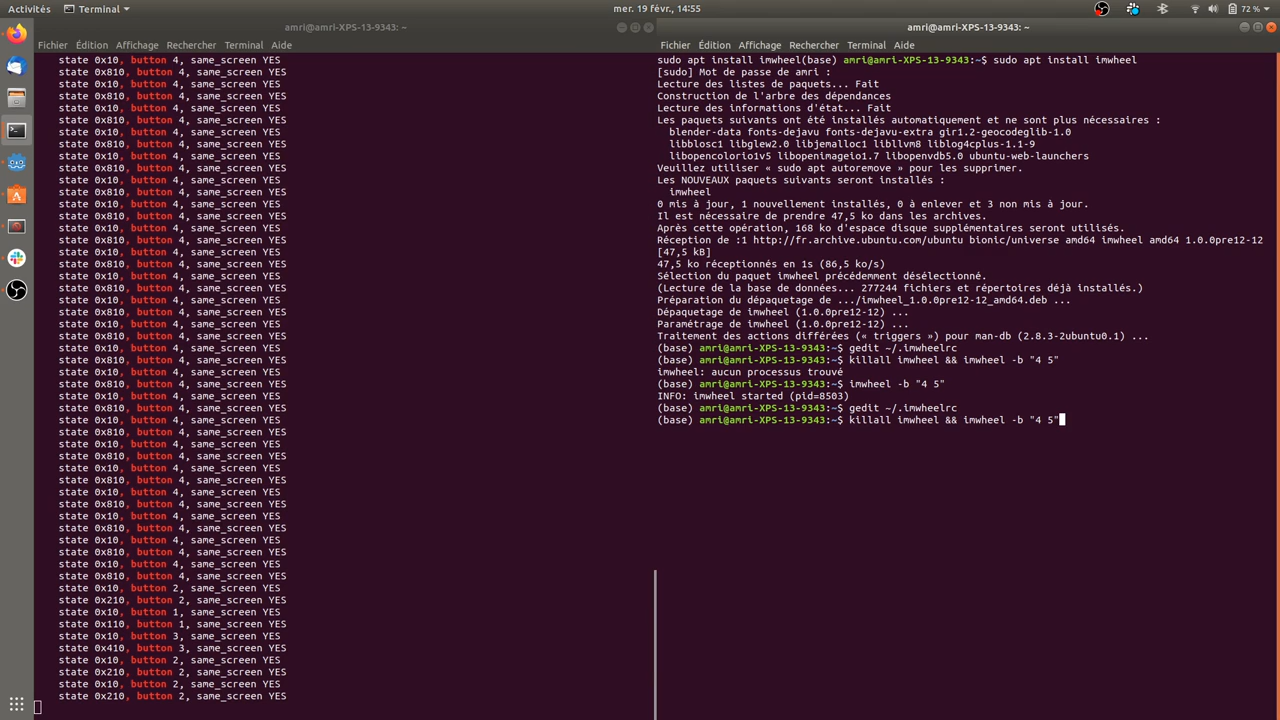 Activités
Terminal
mer. 19 févr., 14:55
72 %
amri@amri-XPS-13-9343: ~
Fichier Édition Affichage Rechercher Terminal Aide
state 0x10, button 4, same_screen YES
state 0x810, button 4, same_screen YES
state 0x10, button 4, same_screen YES
state 0x810, button 4, same_screen YES
state 0x10, button 4, same_screen YES
state 0x810, button 4, same_screen YES
state 0x10, button 4, same_screen YES
state 0x810, button 4, same_screen YES
state 0x10, button 4, same_screen YES
state 0x810, button 4, same_screen YES
state 0x10, button 4, same_screen YES
state 0x810, button 4, same_screen YES
state 0x10, button 4, same_screen YES
state 0x810, button 4, same_screen YES
state 0x10, button 4, same_screen YES
state 0x810, button 4, same_screen YES
state 0x10, button 4, same_screen YES
state 0x810, button 4, same_screen YES
state 0x10, button 4, same_screen YES
state 0x810, button 4, same_screen YES
state 0x10, button 4, same_screen YES
state 0x810, button 4, same_screen YES
state 0x10, button 4, same_screen YES
state 0x810, button 4, same_screen YES
state 0x10, button 4, same_screen YES
state 0x810, button 4, same_screen YES
state 0x10, button 4, same_screen YES
state 0x810, button 4, same_screen YES
state 0x10, button 4, same_screen YES
state 0x810, button 4, same_screen YES
state 0x10, button 4, same_screen YES
state 0x810, button 4, same_screen YES
state 0x10, button 4, same_screen YES
state 0x810, button 4, same_screen YES
state 0x10, button 4, same_screen YES
state 0x810, button 4, same_screen YES
state 0x10, button 4, same_screen YES
state 0x810, button 4, same_screen YES
state 0x10, button 4, same_screen YES
state 0x810, button 4, same_screen YES
state 0x10, button 4, same_screen YES
state 0x810, button 4, same_screen YES
state 0x10, button 4, same_screen YES
state 0x810, button 4, same_screen YES
state 0x10, button 2, same_screen YES
state 0x210, button 2, same_screen YES
state 0x10, button 1, same_screen YES
state 0x110, button 1, same_screen YES
state 0x10, button 3, same_screen YES
state 0x410, button 3, same_screen YES
state 0x10, button 2, same_screen YES
state 0x210, button 2, same_screen YES
state 0x10, button 2, same_screen YES
state 0x210, button 2, same_screen YES
amri@amri-XPS-13-9343: ~
Fichier Édition Affichage Rechercher Terminal Aide
sudo apt install imwheel(base) amri@amri-XPS-13-9343:~$ sudo apt install imwheel
[sudo] Mot de passe de amri :
Lecture des listes de paquets... Fait
Construction de l'arbre des dépendances
Lecture des informations d'état... Fait
Les paquets suivants ont été installés automatiquement et ne sont plus nécessaires :
blender-data fonts-dejavu fonts-dejavu-extra gir1.2-geocodeglib-1.0
libblosc1 libglew2.0 libjemalloc1 libllvm8 liblog4cplus-1.1-9
libopencolorio1v5 libopenimageio1.7 libopenvdb5.0 ubuntu-web-launchers
Veuillez utiliser « sudo apt autoremove » pour les supprimer.
Les NOUVEAUX paquets suivants seront installés :
imwheel
0 mis à jour, 1 nouvellement installés, 0 à enlever et 3 non mis à jour.
Il est nécessaire de prendre 47,5 ko dans les archives.
Après cette opération, 168 ko d'espace disque supplémentaires seront utilisés.
Réception de :1 http://fr.archive.ubuntu.com/ubuntu bionic/universe amd64 imwheel amd64 1.0.0pre12-12
[47,5 kB]
47,5 ko réceptionnés en 1s (86,5 ko/s)
Sélection du paquet imwheel précédemment désélectionné.
(Lecture de la base de données... 277244 fichiers et répertoires déjà installés.)
Préparation du dépaquetage de .../imwheel_1.0.0pre12-12_amd64.deb ...
Dépaquetage de imwheel (1.0.0pre12-12) ...
Paramétrage de imwheel (1.0.0pre12-12) ...
Traitement des actions différées (« triggers ») pour man-db (2.8.3-2ubuntu0.1) ...
(base) amri@amri-XPS-13-9343:~$ gedit ~/.imwheelrc
(base) amri@amri-XPS-13-9343:~$ killall imwheel && imwheel -b "4 5"
imwheel: aucun processus trouvé
(base) amri@amri-XPS-13-9343:~$ imwheel -b "4 5"
INFO: imwheel started (pid=8503)
(base) amri@amri-XPS-13-9343:~$ gedit ~/.imwheelrc
(base) amri@amri-XPS-13-9343:~$ killall imwheel && imwheel -b "4 5"